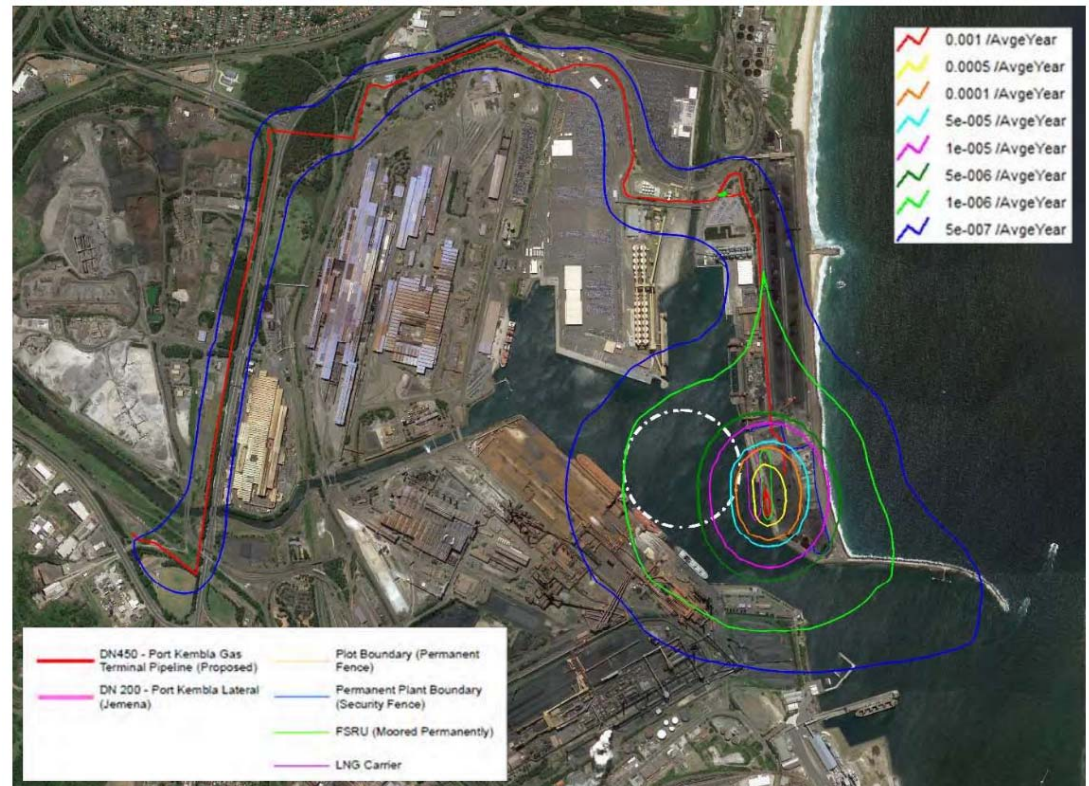 0.001 /AvgeYear
0.0005 /AvgeYear
0.0001 /AvgeYear
5e-005 /AvgeYear
1e-005 /AvgeYear
5e-006 /AvgeYear
1e-006 /AvgeYear
5e-007 /AvgeYear
DN450 - Port Kembla Gas
Terminal Pipeline (Proposed)
DN 200 - Port Kembla Lateral
(Jemena)
Plot Boundary (Permanent
Fence)
Permanent Plant Boundary
(Security Fence)
FSRU (Moored Permanently)
LNG Carrier